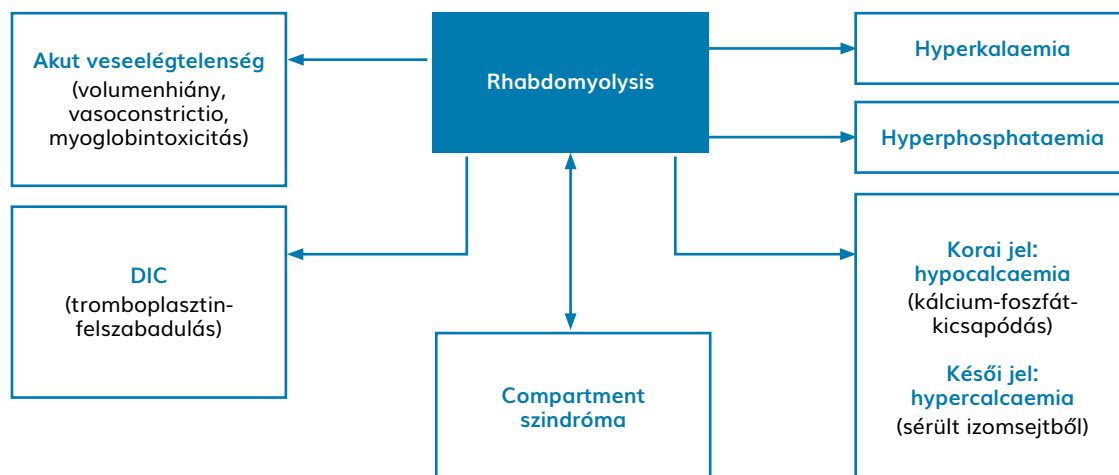 Akut veseelégtelenség
(volumenhiány,
vasoconstrictio,
myoglobintoxicitás)
Rhabdomyolysis
Hyperkalaemia
Hyperphosphataemia
DIC
(tromboplasztin-
felszabadulás)
Compartment
szindróma
Korai jel:
hypocalcaemia
(kálcium-foszfát-
kicsapódás)
Késői jel:
hypercalcaemia
(sérült izomsejtből)